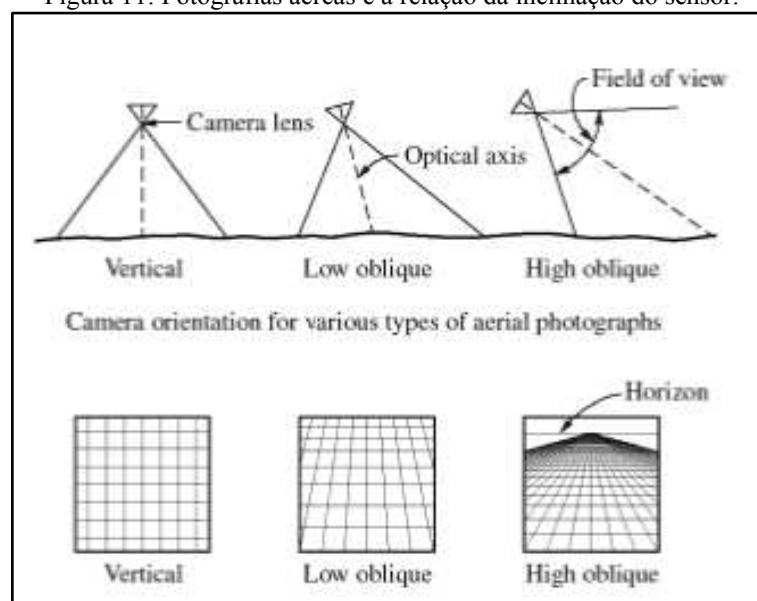 Figura 11: Fotografias aéreas e a relação da inclinação do sensor.
Field of view
Camera lens
Optical axis
Vertical Low oblique High oblique
Camera orientation for various types of aerial photographs
Horizon
Vertical Low oblique High oblique